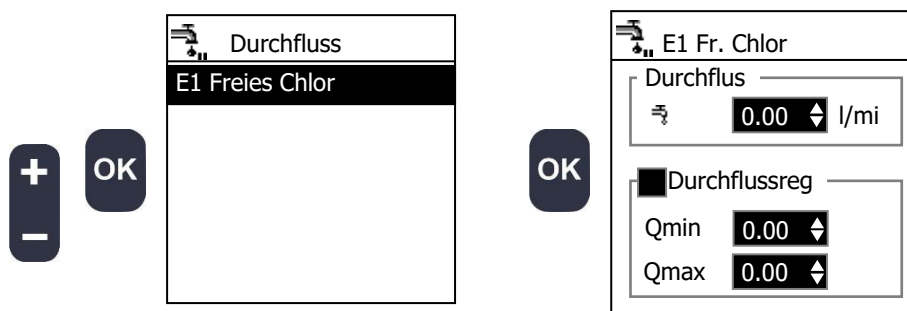 +
–
OK
Durchfluss
E1 Freies Chlor
OK
E1 Fr. Chlor
Durchflus
0.00 l/mi
Durchflussreg
Qmin 0.00
Qmax 0.00